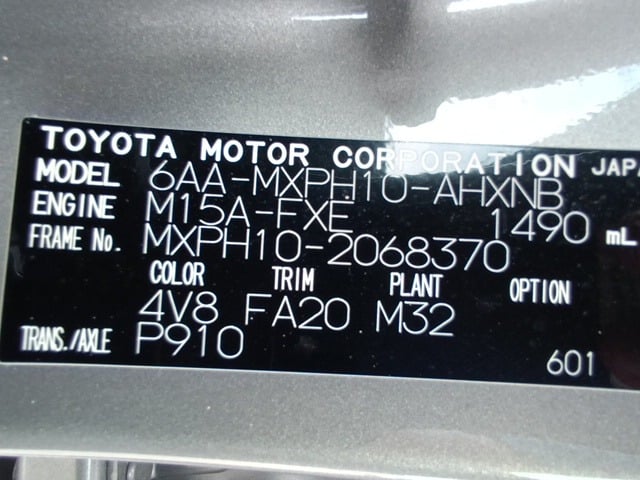 TOYOTA MOTOR CORPORATION JAPA
MODEL 6AA-MXPH10-AHXNB
ENGINE M15A-FXE 1490 mL
FRAME No. MXPH10-2068370
COLOR TRIM PLANT OPTION
4V8 FA20 M32
TRANS./AXLE P910
601